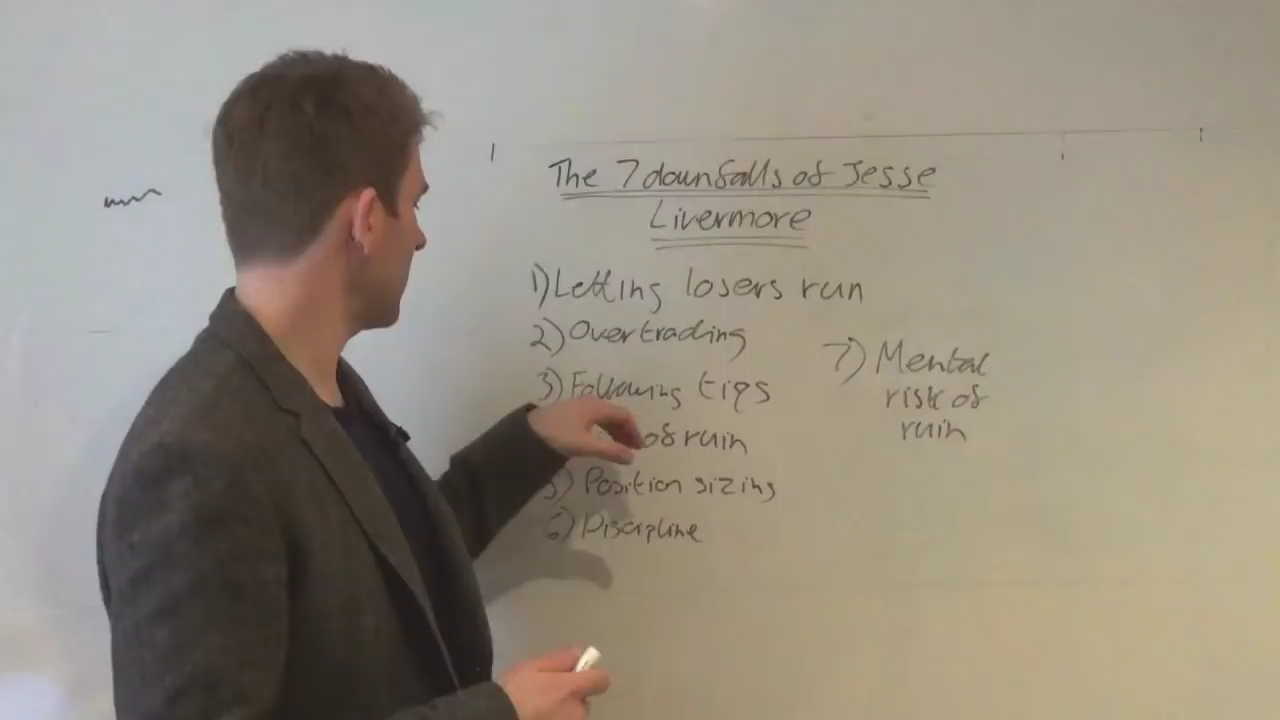 The 7 downfalls of Jesse
Livermore
1) Letting losers run
2) Overtrading
3) Following tips
of ruin
5) Position sizing
6) Discipline
7) Mental
risk of
ruin